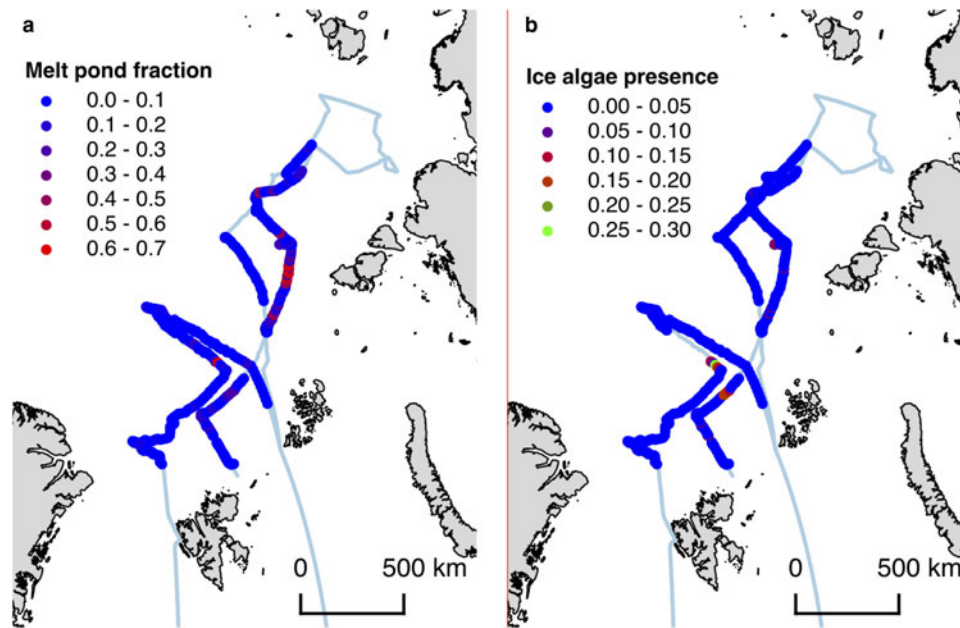 a
Melt pond fraction
0.0 - 0.1
0.1 - 0.2
0.2 - 0.3
0.3 - 0.4
0.4 - 0.5
0.5 - 0.6
0.6 - 0.7
0 500 km
b
Ice algae presence
0.00 - 0.05
0.05 - 0.10
0.10 - 0.15
0.15 - 0.20
0.20 - 0.25
0.25 - 0.30
0 500 km